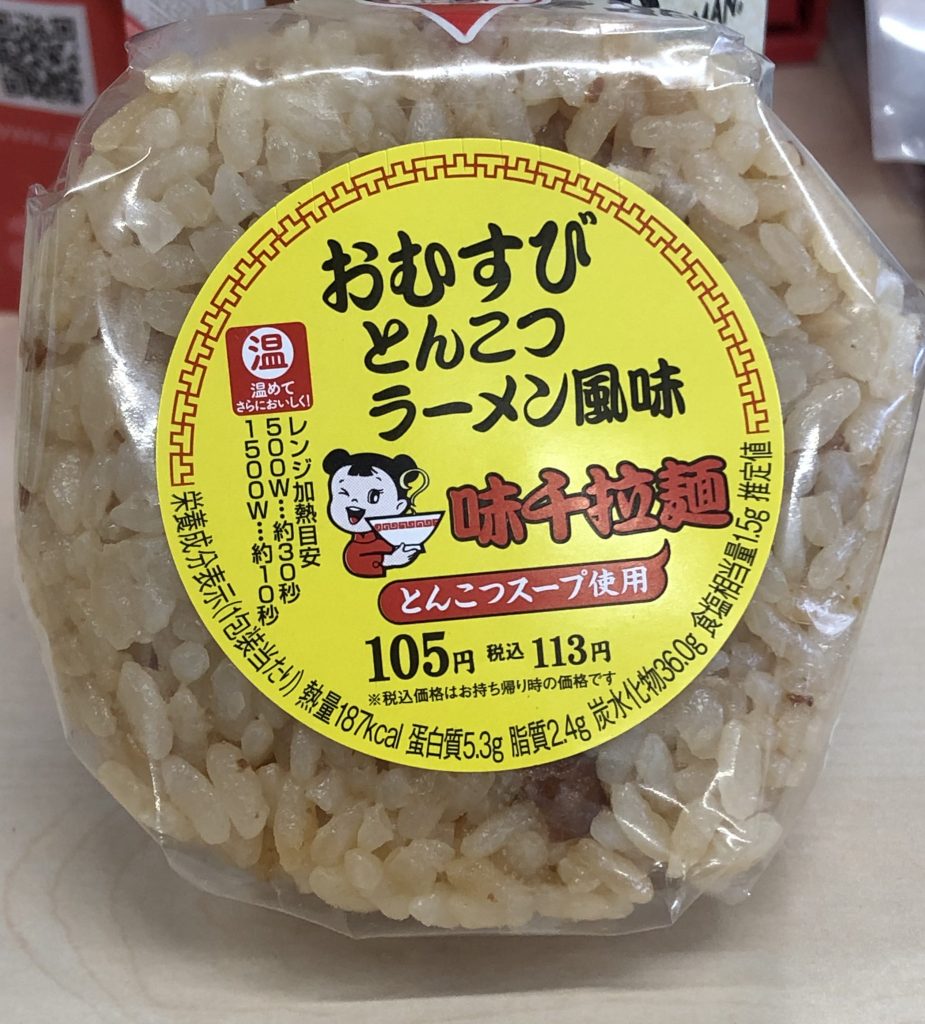 MAN.
おむすび
とんこつ
ラーメン風味
温
温めて
さらにおいしく!
レンジ加熱目安
500W…約30秒
1500W…約10秒
味千拉麺
とんこつスープ使用
105円 税込 113円
※税込価格はお持ち帰り時の価格です
栄養成分表示(1包装当たり) 熱量187kcal 蛋白質5.3g 脂質2.4g 炭水化物36.0g 食塩相当量1.5g 推定値